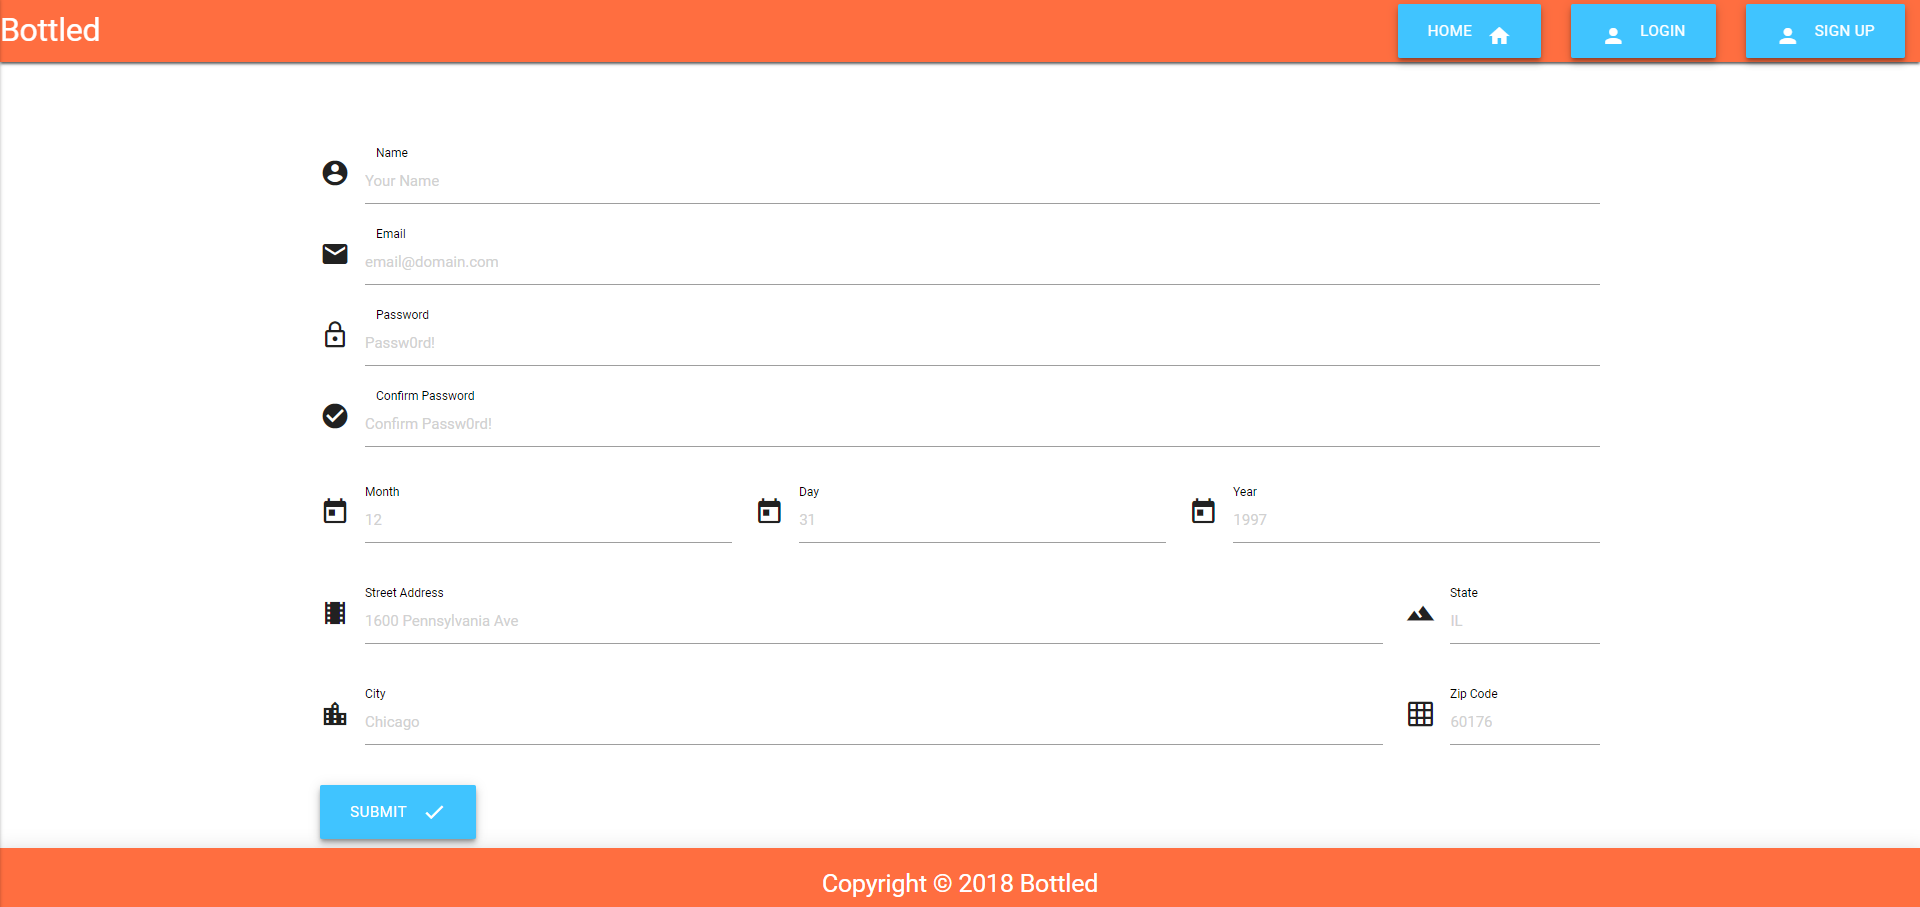 Bottled
HOME
LOGIN
SIGN UP
Name
Your Name
Email
email@domain.com
Password
Passw0rd!
Confirm Password
Confirm Passw0rd!
Month
12
Day
31
Year
1997
Street Address
1600 Pennsylvania Ave
State
IL
City
Chicago
Zip Code
60176
SUBMIT
Copyright © 2018 Bottled